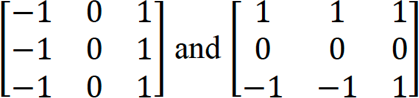 [−1 0 1] and [1 1 1]
[−1 0 1] [0 0 0]
[−1 0 1] [−1 −1 1]